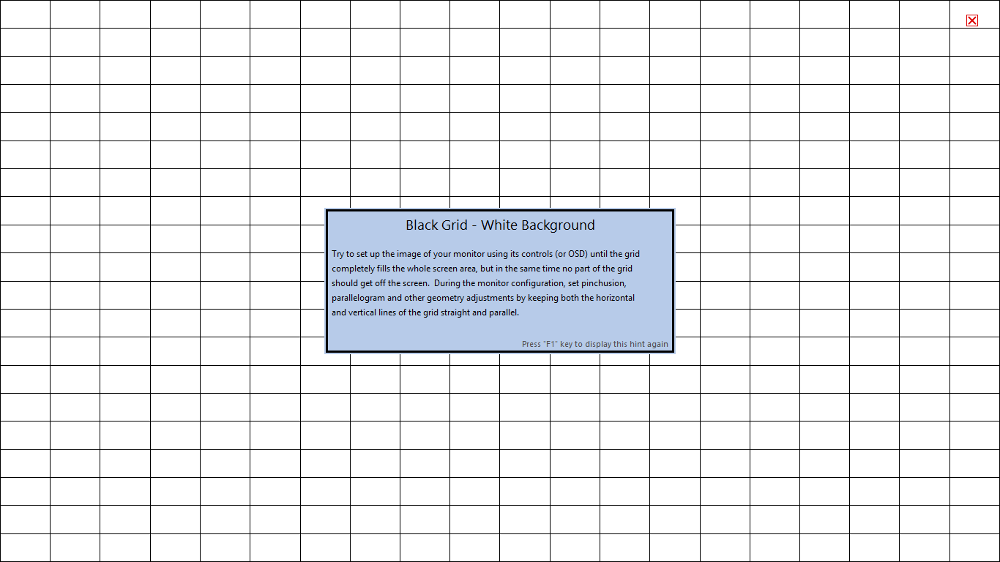 Black Grid - White Background
Try to set up the image of your monitor using its controls (or OSD) until the grid
completely fills the whole screen area, but in the same time no part of the grid
should get off the screen.  During the monitor configuration, set pinchusion,
parallelogram and other geometry adjustments by keeping both the horizontal
and vertical lines of the grid straight and parallel.
Press "F1" key to display this hint again